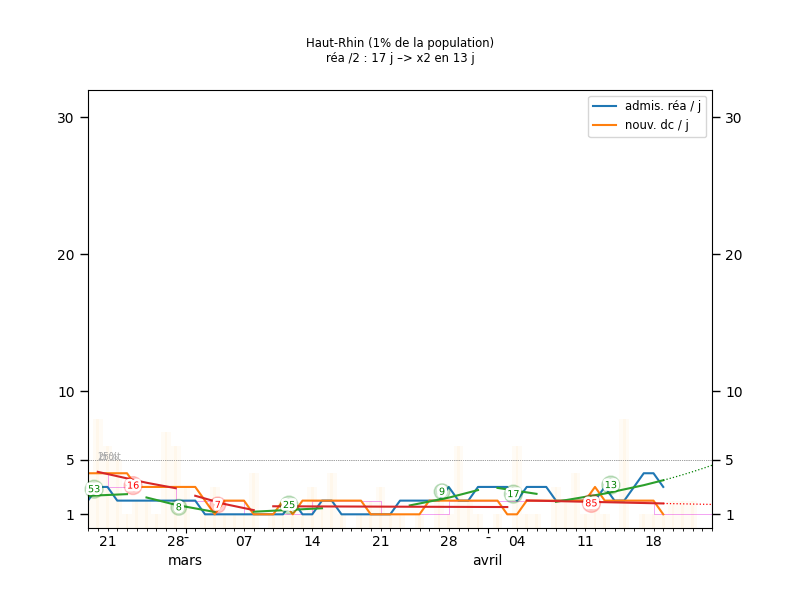 Haut-Rhin (1% de la population)
réa /2 : 17 j –> x2 en 13 j
admis. réa / j
nouv. dc / j
30 30
20 20
10 10
5 5
1 1
53 16 8 7 25 9 17 85 13
21 28 07 14 21 28 04 11 18
mars avril